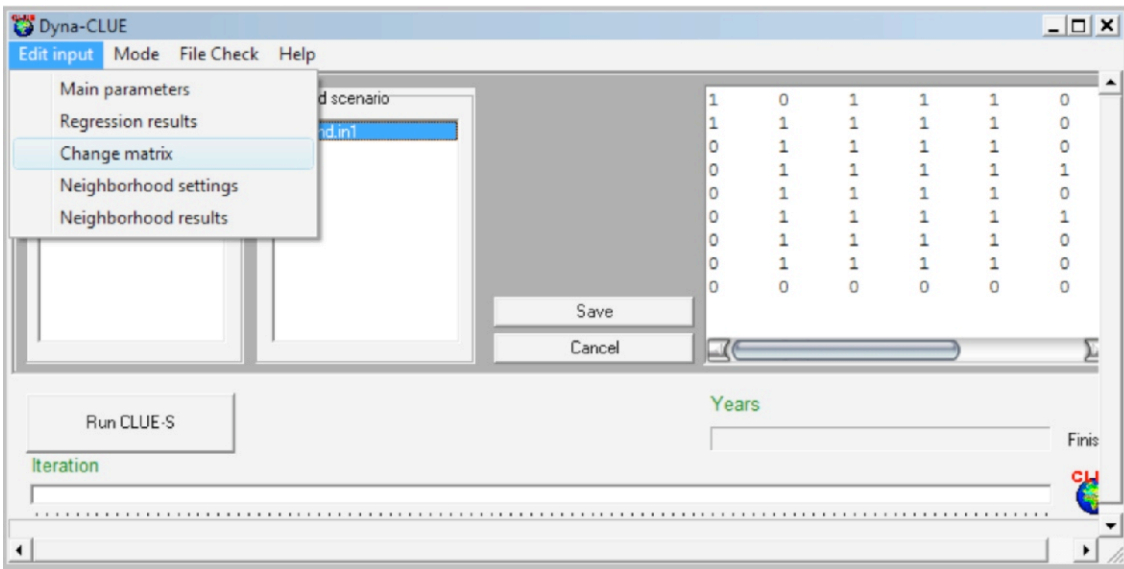 Dyna-CLUE
Edit input Mode File Check Help
Main parameters
Regression results
Change matrix
Neighborhood settings
Neighborhood results
d scenario
nd.in1
1 0 1 1 1 0
1 1 1 1 1 0
0 1 1 1 1 0
0 1 1 1 1 1
0 1 1 1 1 0
0 1 1 1 1 1
0 1 1 1 1 0
0 1 1 1 1 0
0 0 0 0 0 0
Save
Cancel
Run CLUE-S
Years
Finis
Iteration